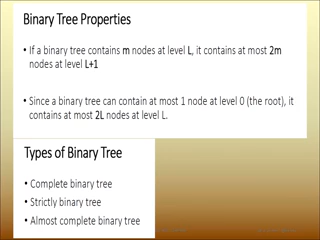 Binary Tree Properties
• If a binary tree contains m nodes at level L, it contains at most 2m
nodes at level L+1
• Since a binary tree can contain at most 1 node at level 0 (the root), it
contains at most 2L nodes at level L.
Types of Binary Tree
• Complete binary tree
• Strictly binary tree
• Almost complete binary tree